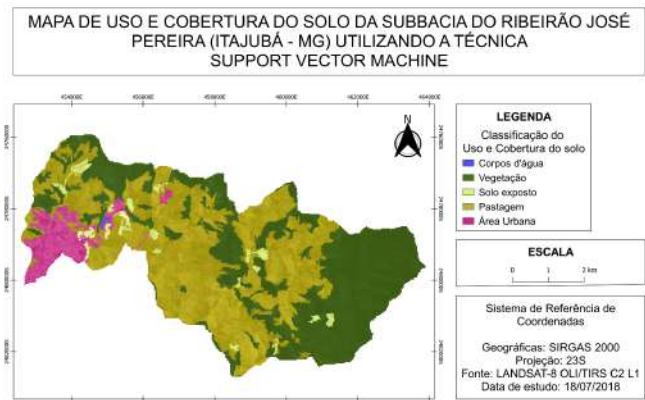 MAPA DE USO E COBERTURA DO SOLO DA SUBBACIA DO RIBEIRÃO JOSÉ
PEREIRA (ITAJUBÁ - MG) UTILIZANDO A TÉCNICA
SUPPORT VECTOR MACHINE
N
LEGENDA
Classificação do
Uso e Cobertura do solo
Corpos d'água
Vegetação
Solo exposto
Pastagem
Área Urbana
ESCALA
0 1 2 km
Sistema de Referência de
Coordenadas
Geográficas: SIRGAS 2000
Projeção: 23S
Fonte: LANDSAT-8 OLI/TIRS C2 L1
Data de estudo: 18/07/2018